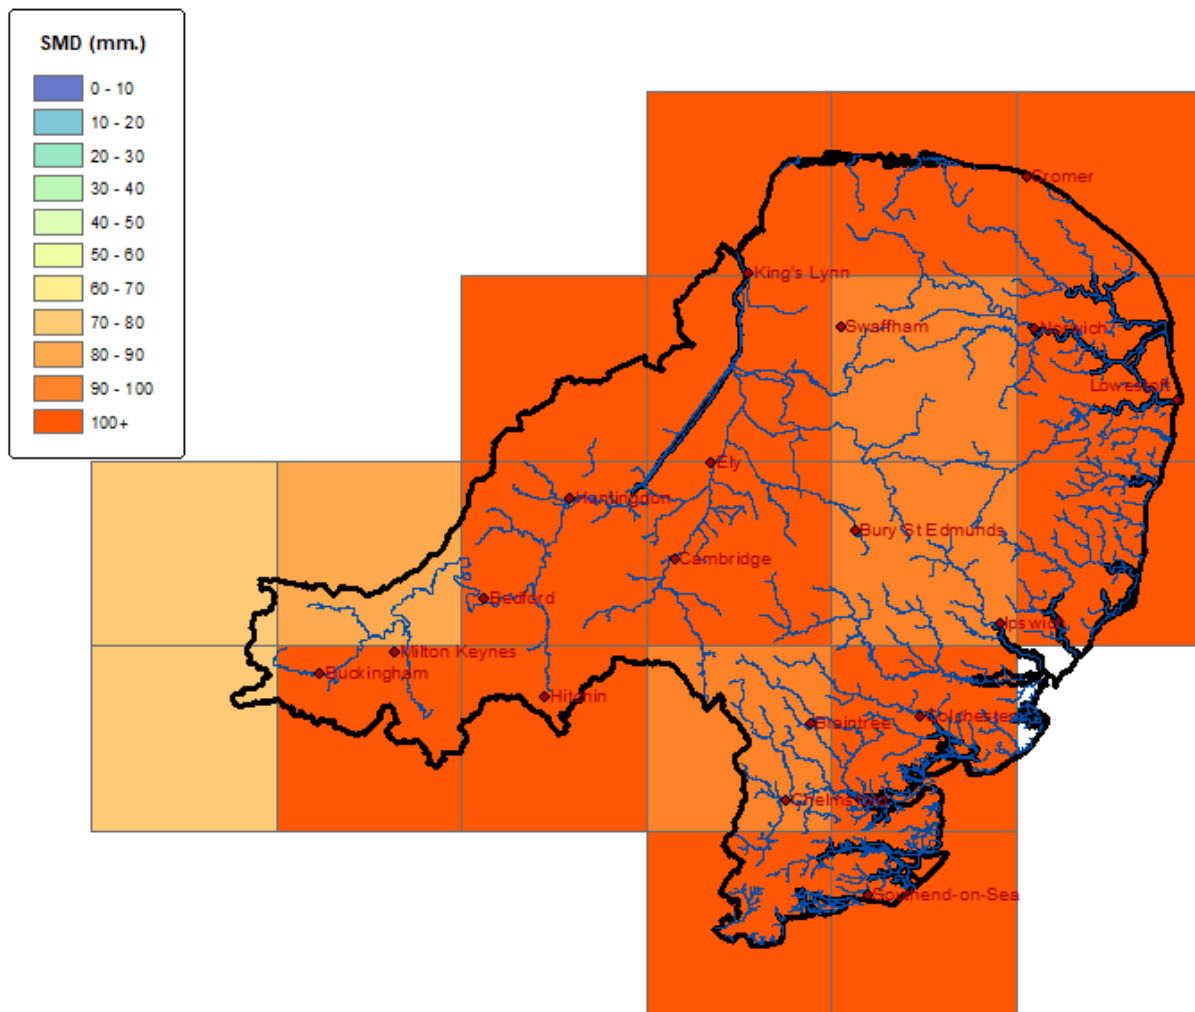 SMD (mm.)
0 - 10
10 - 20
20 - 30
30 - 40
40 - 50
50 - 60
60 - 70
70 - 80
80 - 90
90 - 100
100+
Cromer
King's Lynn
Swaffham
Norwich
Lowestoft
Ely
Huntingdon
Bury St Edmunds
Cambridge
Bedford
Ipswich
Milton Keynes
Buckingham
Hitchin
Braintree
Colchester
Chelmsford
Southend-on-Sea